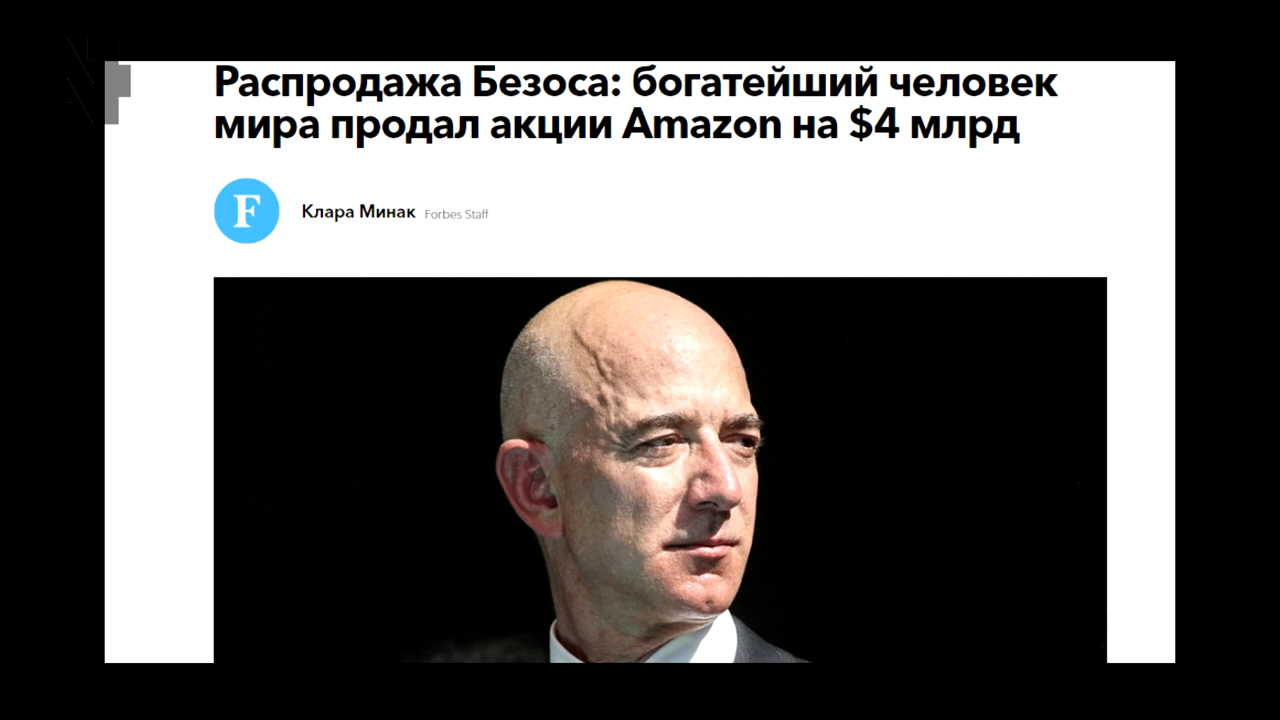 Распродажа Безоса: богатейший человек
мира продал акции Amazon на $4 млрд
F
Клара Минак Forbes Staff